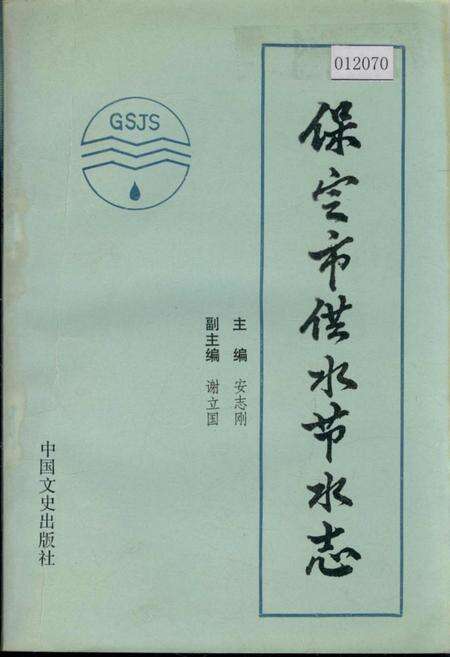 012070
GSJS
保定市供水节水志
主编 安志刚
副主编 谢立国
中国文史出版社